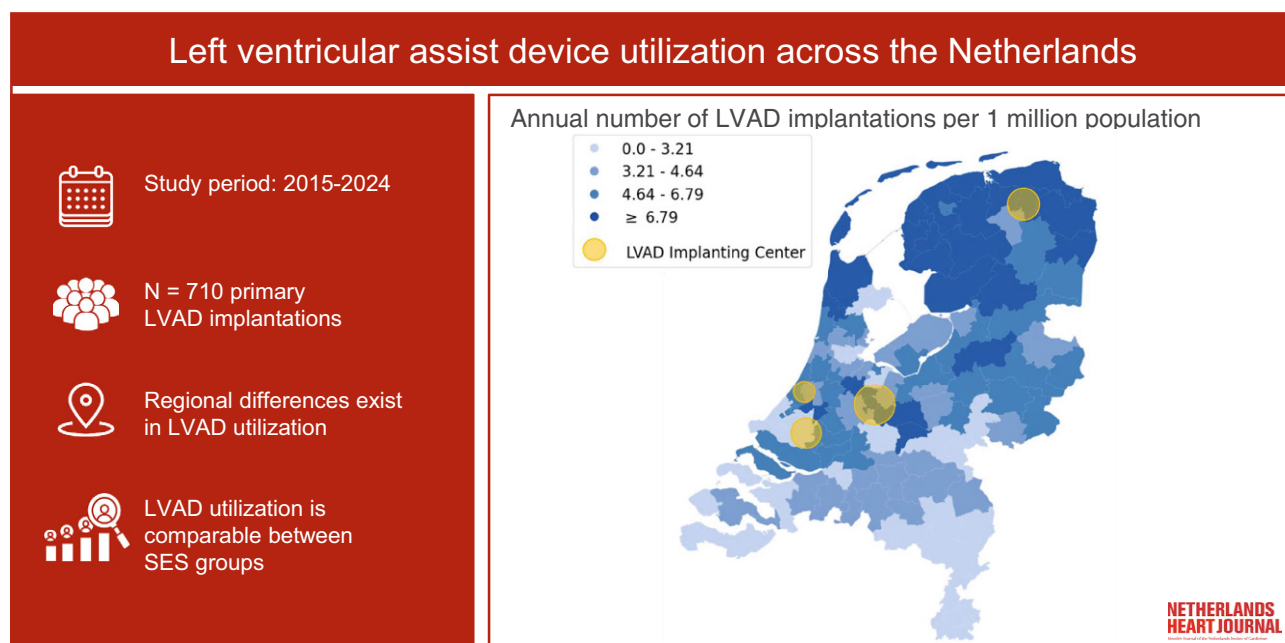 Left ventricular assist device utilization across the Netherlands
Study period: 2015-2024
N = 710 primary
LVAD implantations
Regional differences exist
in LVAD utilization
LVAD utilization is
comparable between
SES groups
Annual number of LVAD implantations per 1 million population
0.0 - 3.21
3.21 - 4.64
4.64 - 6.79
≥ 6.79
LVAD Implanting Center
NETHERLANDS
HEART JOURNAL